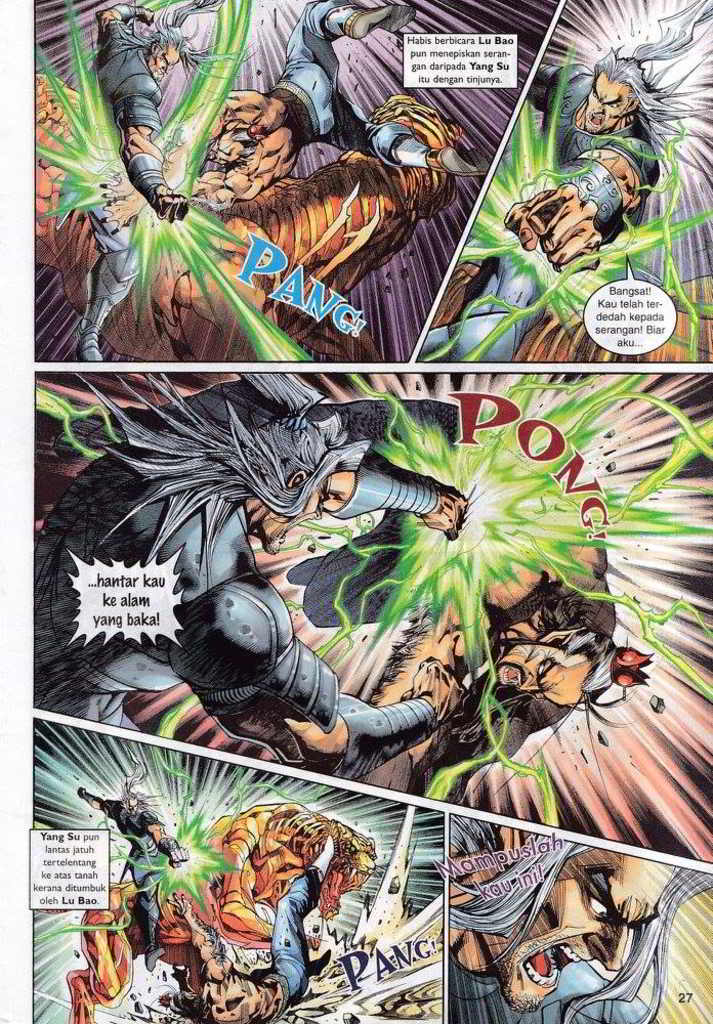 Habis berbicara Lu Bao
pun menepiskan seran-
gan daripada Yang Su
itu dengan tinjunya.
PANG!
Bangsat!
Kau telah ter-
dedah kepada
serangan! Biar
aku...
PONG!
...hantar kau
ke alam
yang baka!
Yang Su pun
lantas jatuh
tertelentang
ke atas tanah
kerana ditumbuk
oleh Lu Bao.
PANG!
Mampuslah
kau ini!
27